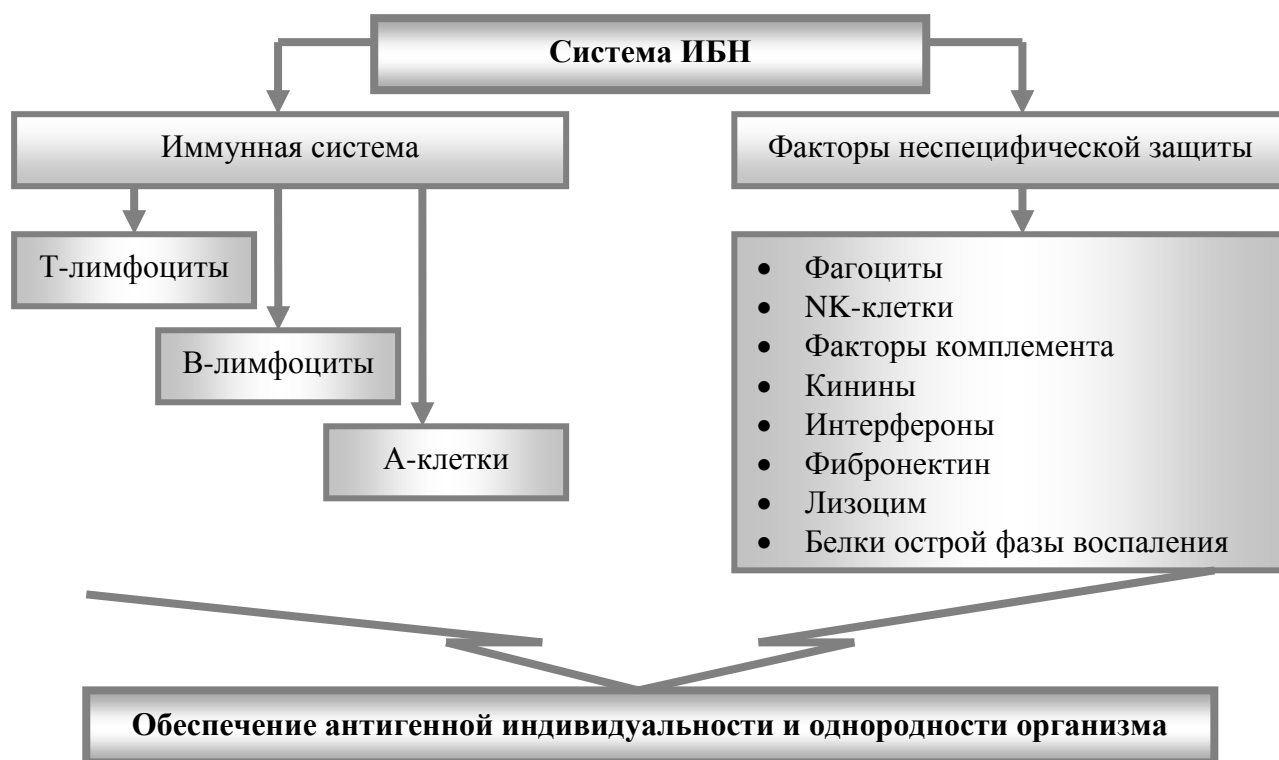 Система ИБН
Иммунная система
Факторы неспецифической защиты
Т-лимфоциты
В-лимфоциты
А-клетки
• Фагоциты
• NK-клетки
• Факторы комплемента
• Кинины
• Интерфероны
• Фибронектин
• Лизоцим
• Белки острой фазы воспаления
Обеспечение антигенной индивидуальности и однородности организма